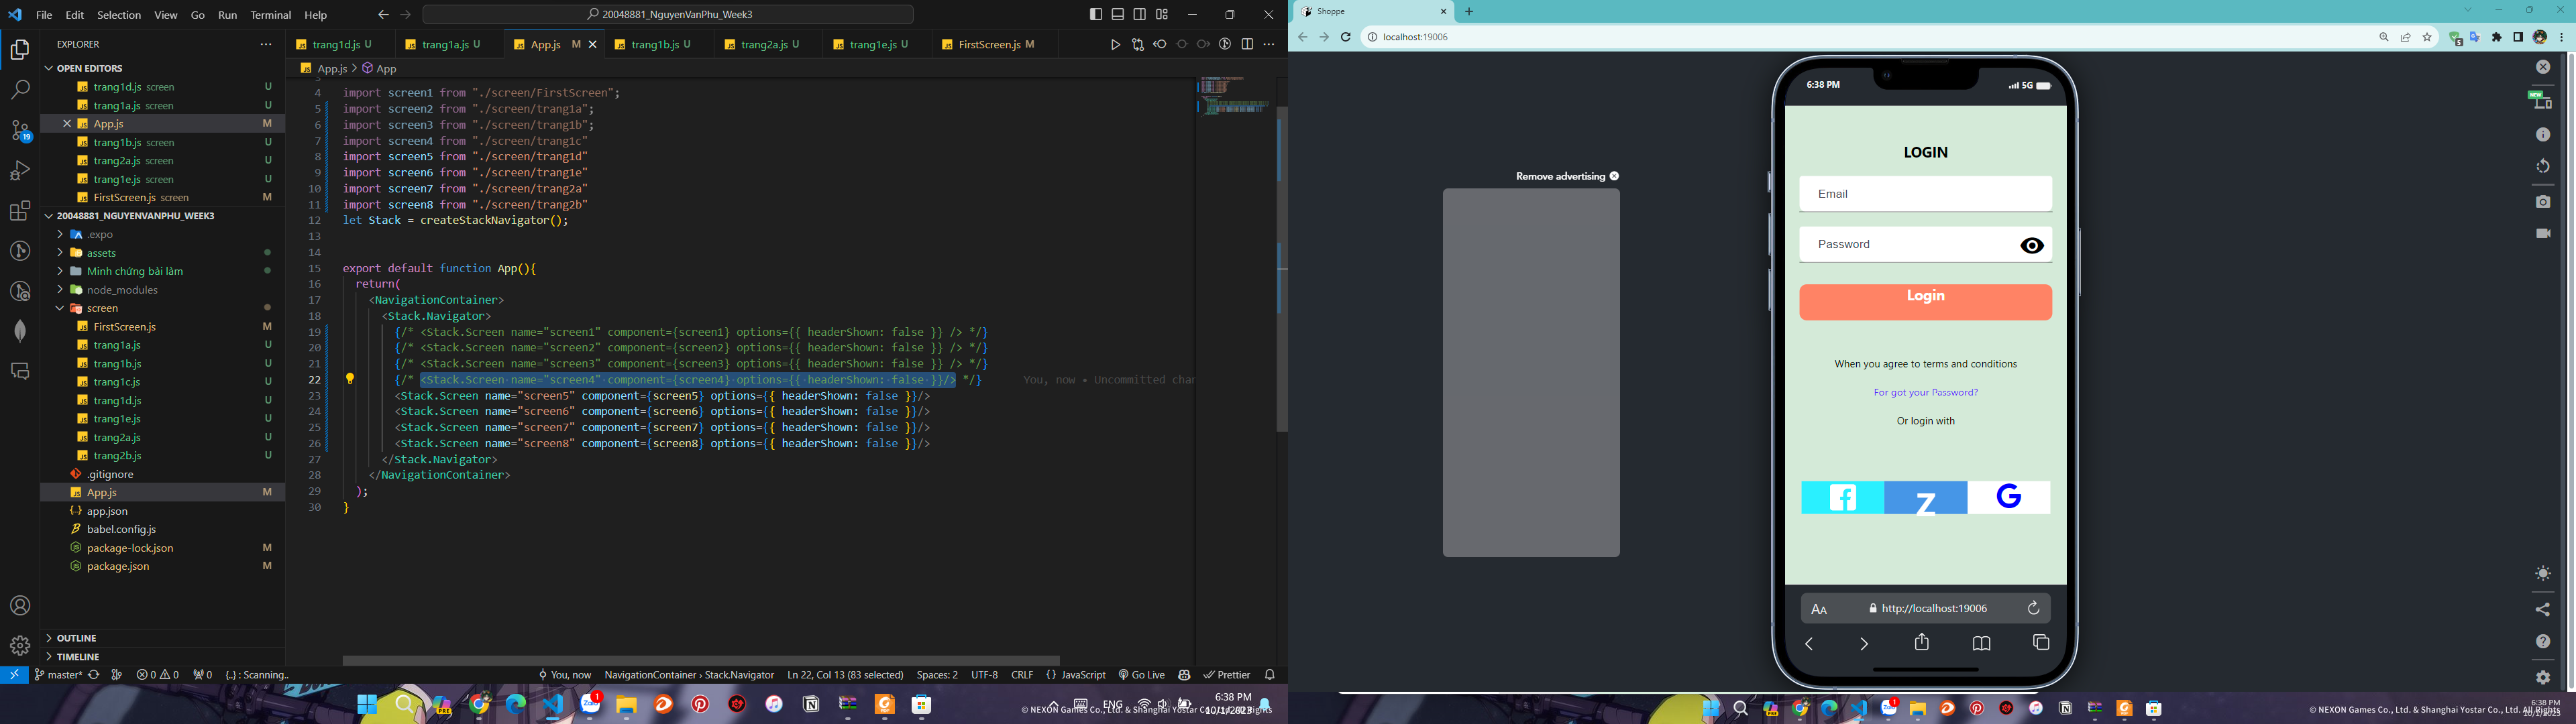 File Edit Selection View Go Run Terminal Help
20048881_NguyenVanPhu_Week3
EXPLORER
OPEN EDITORS
trang1d.js screen U
trang1a.js screen U
App.js M
trang1b.js screen U
trang2a.js screen U
trang1e.js screen U
FirstScreen.js screen M
20048881_NGUYENVANPHU_WEEK3
.expo
assets
Minh chứng bài làm
node_modules
screen
FirstScreen.js M
trang1a.js U
trang1b.js U
trang1c.js U
trang1d.js U
trang1e.js U
trang2a.js U
trang2b.js U
.gitignore
App.js M
app.json
babel.config.js
package-lock.json M
package.json M
OUTLINE
TIMELINE
19
trang1d.js U trang1a.js U App.js M trang1b.js U trang2a.js U trang1e.js U FirstScreen.js M
App.js > App
4 import screen1 from "./screen/FirstScreen";
5 import screen2 from "./screen/trang1a";
6 import screen3 from "./screen/trang1b";
7 import screen4 from "./screen/trang1c"
8 import screen5 from "./screen/trang1d"
9 import screen6 from "./screen/trang1e"
10 import screen7 from "./screen/trang2a"
11 import screen8 from "./screen/trang2b"
12 let Stack = createStackNavigator();
13
14
15 export default function App(){
16 return(
17 <NavigationContainer>
18 <Stack.Navigator>
19 {/* <Stack.Screen name="screen1" component={screen1} options={{ headerShown: false }} /> */}
20 {/* <Stack.Screen name="screen2" component={screen2} options={{ headerShown: false }} /> */}
21 {/* <Stack.Screen name="screen3" component={screen3} options={{ headerShown: false }} /> */}
22 {/* <Stack.Screen name="screen4" component={screen4} options={{ headerShown: false }}/> */} You, now • Uncommitted chan
23 <Stack.Screen name="screen5" component={screen5} options={{ headerShown: false }}/>
24 <Stack.Screen name="screen6" component={screen6} options={{ headerShown: false }}/>
25 <Stack.Screen name="screen7" component={screen7} options={{ headerShown: false }}/>
26 <Stack.Screen name="screen8" component={screen8} options={{ headerShown: false }}/>
27 </Stack.Navigator>
28 </NavigationContainer>
29 );
30 }
master* 0 0 0 {..} : Scanning.. You, now NavigationContainer › Stack.Navigator Ln 22, Col 13 (83 selected) Spaces: 2 UTF-8 CRLF {} JavaScript Go Live Prettier
ENG 6:38 PM
© NEXON Games Co., Ltd. & Shanghai Yostar Co.
Shoppe
localhost:19006
Remove advertising
6:38 PM 5G
LOGIN
Email
Password
Login
When you agree to terms and conditions
For got your Password?
Or login with
Z G
AA http://localhost:19006
NEW
6:38 PM
© NEXON Games Co., Ltd. & Shanghai Yostar Co., Ltd. All Rights